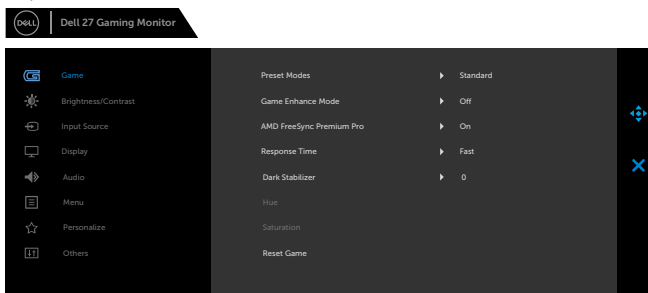 DELL
Dell 27 Gaming Monitor
Game
Brightness/Contrast
Input Source
Display
Audio
Menu
Personalize
Others
Preset Modes Standard
Game Enhance Mode Off
AMD FreeSync Premium Pro On
Response Time Fast
Dark Stabilizer 0
Hue
Saturation
Reset Game